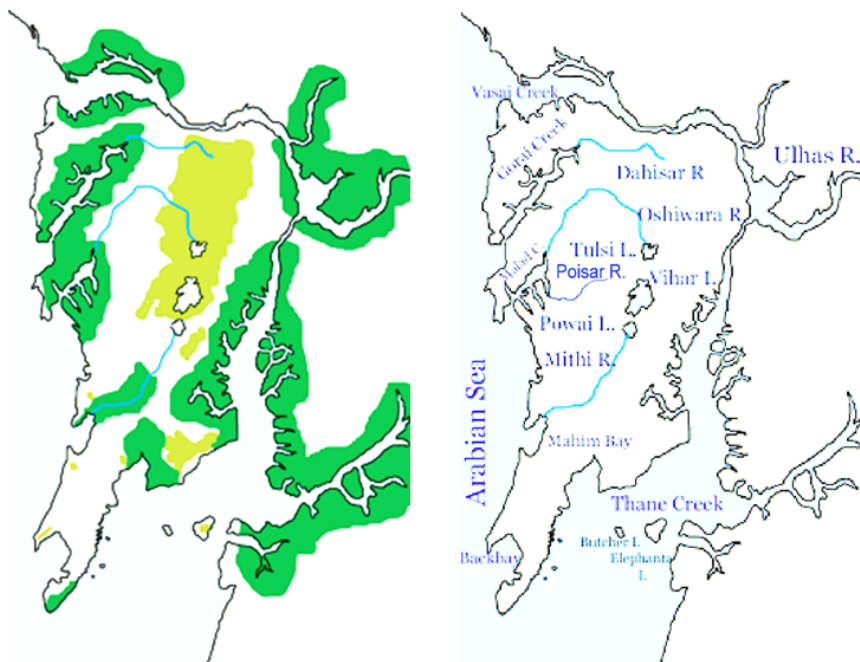 Vasai Creek
Gorai Creek
Ulhas R.
Dahisar R
Oshiwara R.
Malad C.
Tulsi L.
Poisar R.
Vihar L.
Powai L.
Mithi R.
Arabian Sea
Mahim Bay
Thane Creek
Butcher I.
Elephanta
I.
Backbay